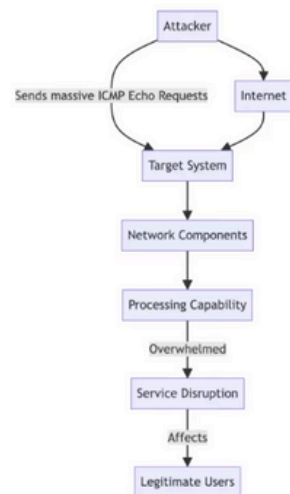 Attacker
Sends massive ICMP Echo Requests
Internet
Target System
Network Components
Processing Capability
Overwhelmed
Service Disruption
Affects
Legitimate Users